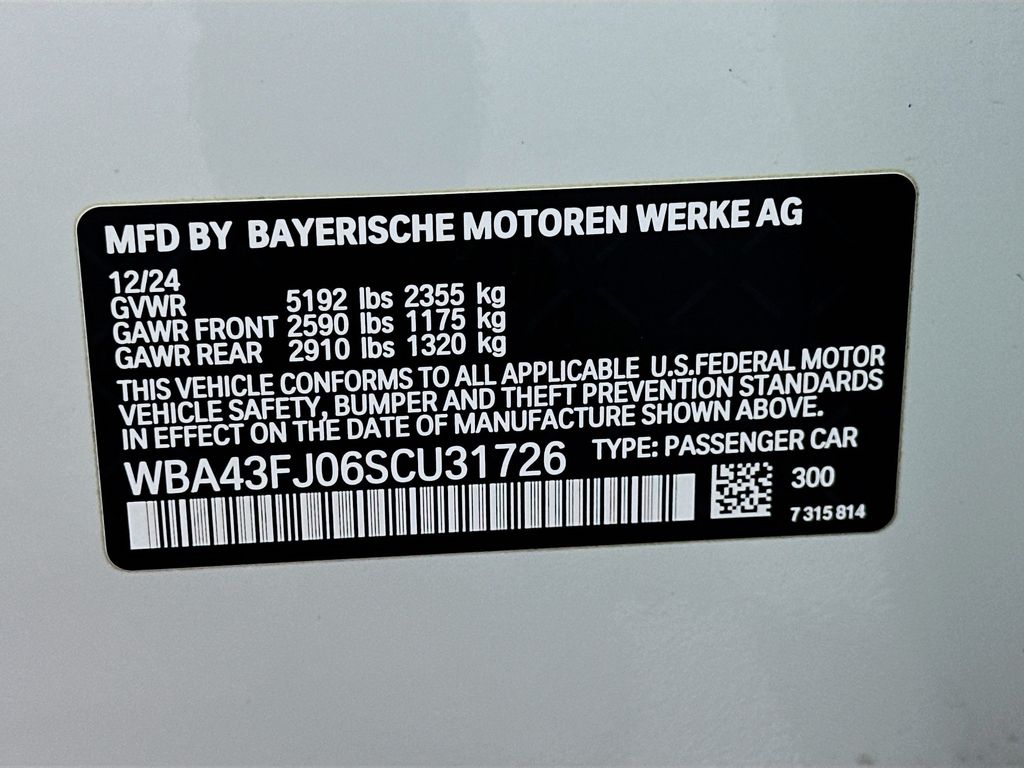 MFD BY BAYERISCHE MOTOREN WERKE AG
12/24
GVWR 5192 lbs 2355 kg
GAWR FRONT 2590 lbs 1175 kg
GAWR REAR 2910 lbs 1320 kg
THIS VEHICLE CONFORMS TO ALL APPLICABLE U.S.FEDERAL MOTOR
VEHICLE SAFETY, BUMPER AND THEFT PREVENTION STANDARDS
IN EFFECT ON THE DATE OF MANUFACTURE SHOWN ABOVE.
WBA43FJ06SCU31726 TYPE: PASSENGER CAR
300
7 315 814